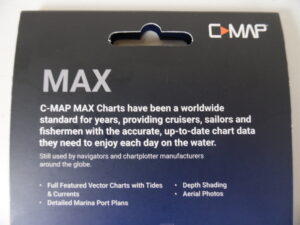 C-MAP
MAX
C-MAP MAX Charts have been a worldwide
standard for years, providing cruisers, sailors and
fishermen with the accurate, up-to-date chart data
they need to enjoy each day on the water.
Still used by navigators and chartplotter manufacturers
around the globe.
• Full Featured Vector Charts with Tides
& Currents
• Detailed Marina Port Plans
• Depth Shading
• Aerial Photos